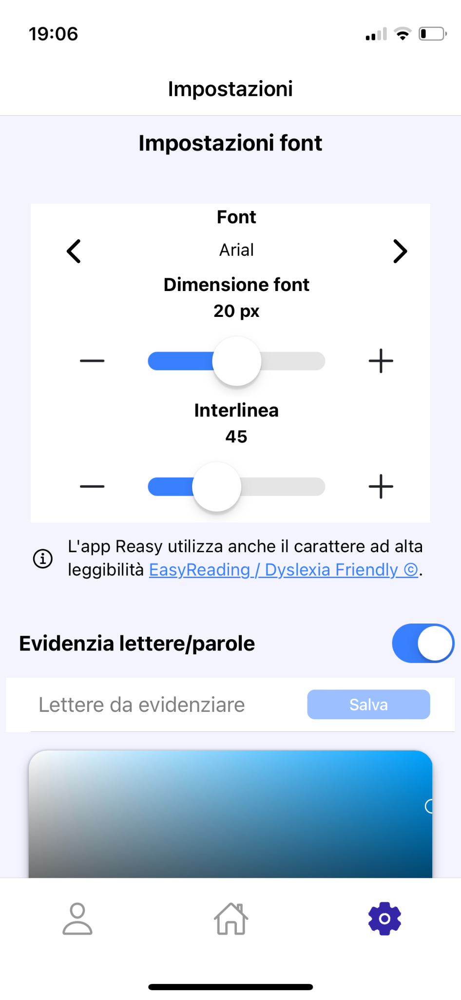 19:06
Impostazioni
Impostazioni font
Font
Arial
Dimensione font
20 px
Interlinea
45
L'app Reasy utilizza anche il carattere ad alta
leggibilità EasyReading / Dyslexia Friendly ©.
Evidenzia lettere/parole
Lettere da evidenziare
Salva